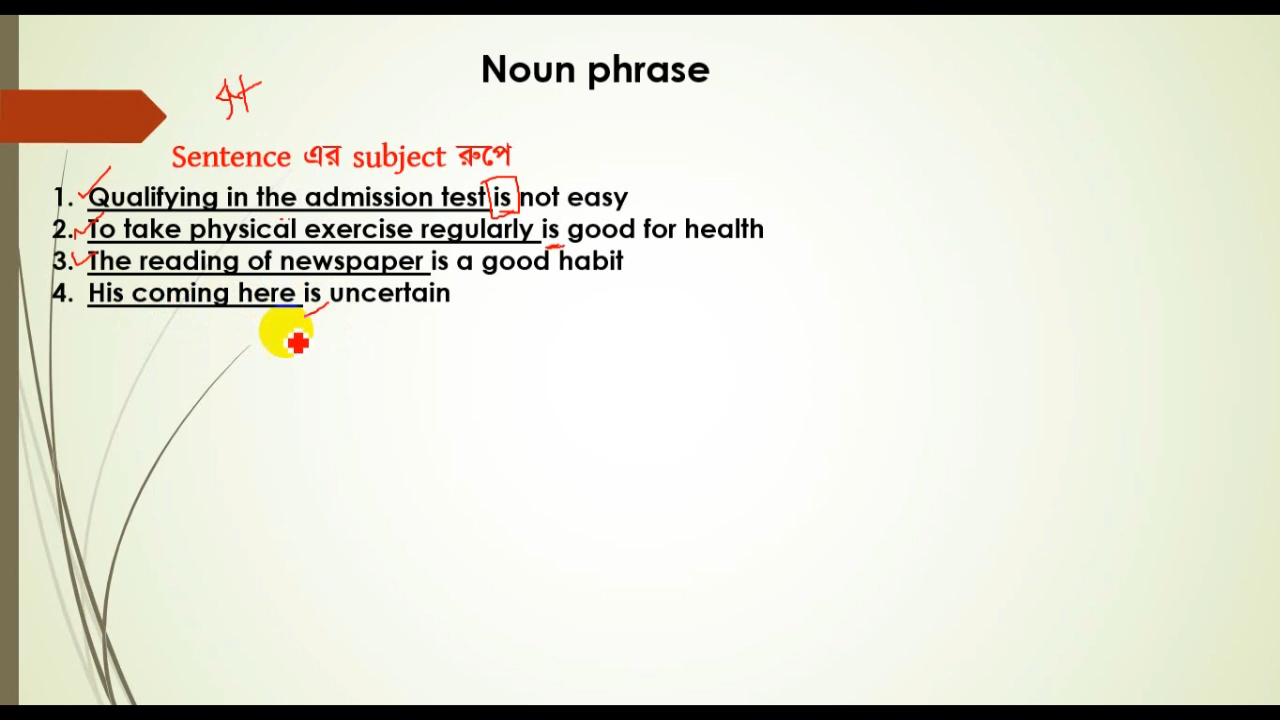 Noun phrase
Sentence এর subject রুপে
1. Qualifying in the admission test is not easy
2. To take physical exercise regularly is good for health
3. The reading of newspaper is a good habit
4. His coming here is uncertain